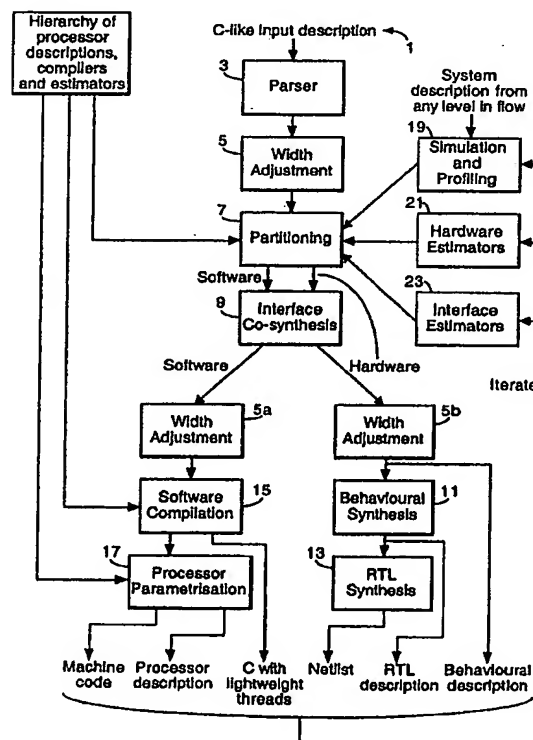 Hierarchy of
processor
descriptions,
compilers
and estimators
C-like input description
1
3
Parser
System
description from
any level in flow
5
Width
Adjustment
19
Simulation
and
Profiling
7
Partitioning
21
Hardware
Estimators
Software
9
Interface
Co-synthesis
23
Interface
Estimators
Software
Hardware
Iterate
Width
Adjustment
5a
Width
Adjustment
5b
Software
Compilation
15
Behavioural
Synthesis
11
17
Processor
Parametrisation
13
RTL
Synthesis
Machine
code
Processor
description
C with
lightweight
threads
Netlist
RTL
description
Behavioural
description